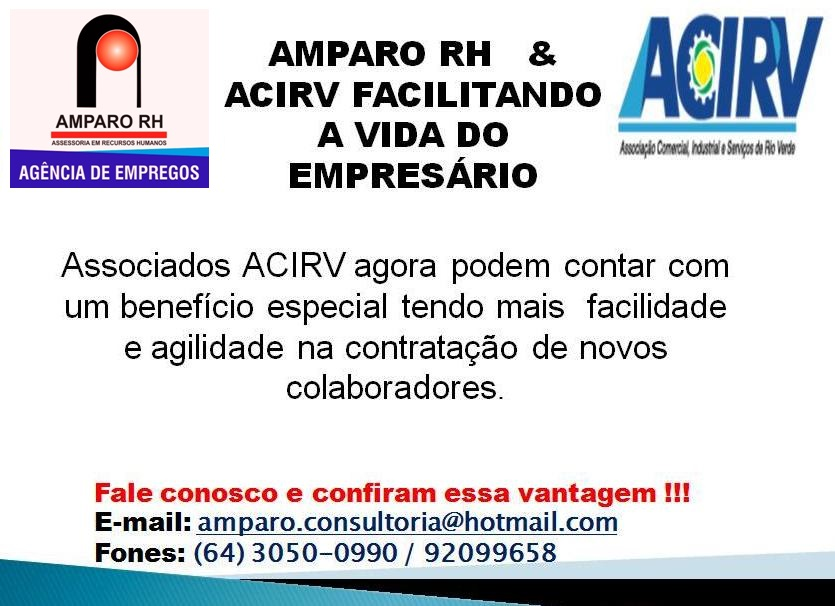 AMPARO RH
ASSESSORIA EM RECURSOS HUMANOS
AGÊNCIA DE EMPREGOS
AMPARO RH &
ACIRV FACILITANDO
A VIDA DO
EMPRESÁRIO
ACIRV
Associação Comercial, Industrial e Serviços de Rio Verde
Associados ACIRV agora podem contar com
um benefício especial tendo mais facilidade
e agilidade na contratação de novos
colaboradores.
Fale conosco e confiram essa vantagem !!!
E-mail: amparo.consultoria@hotmail.com
Fones: (64) 3050-0990 / 92099658